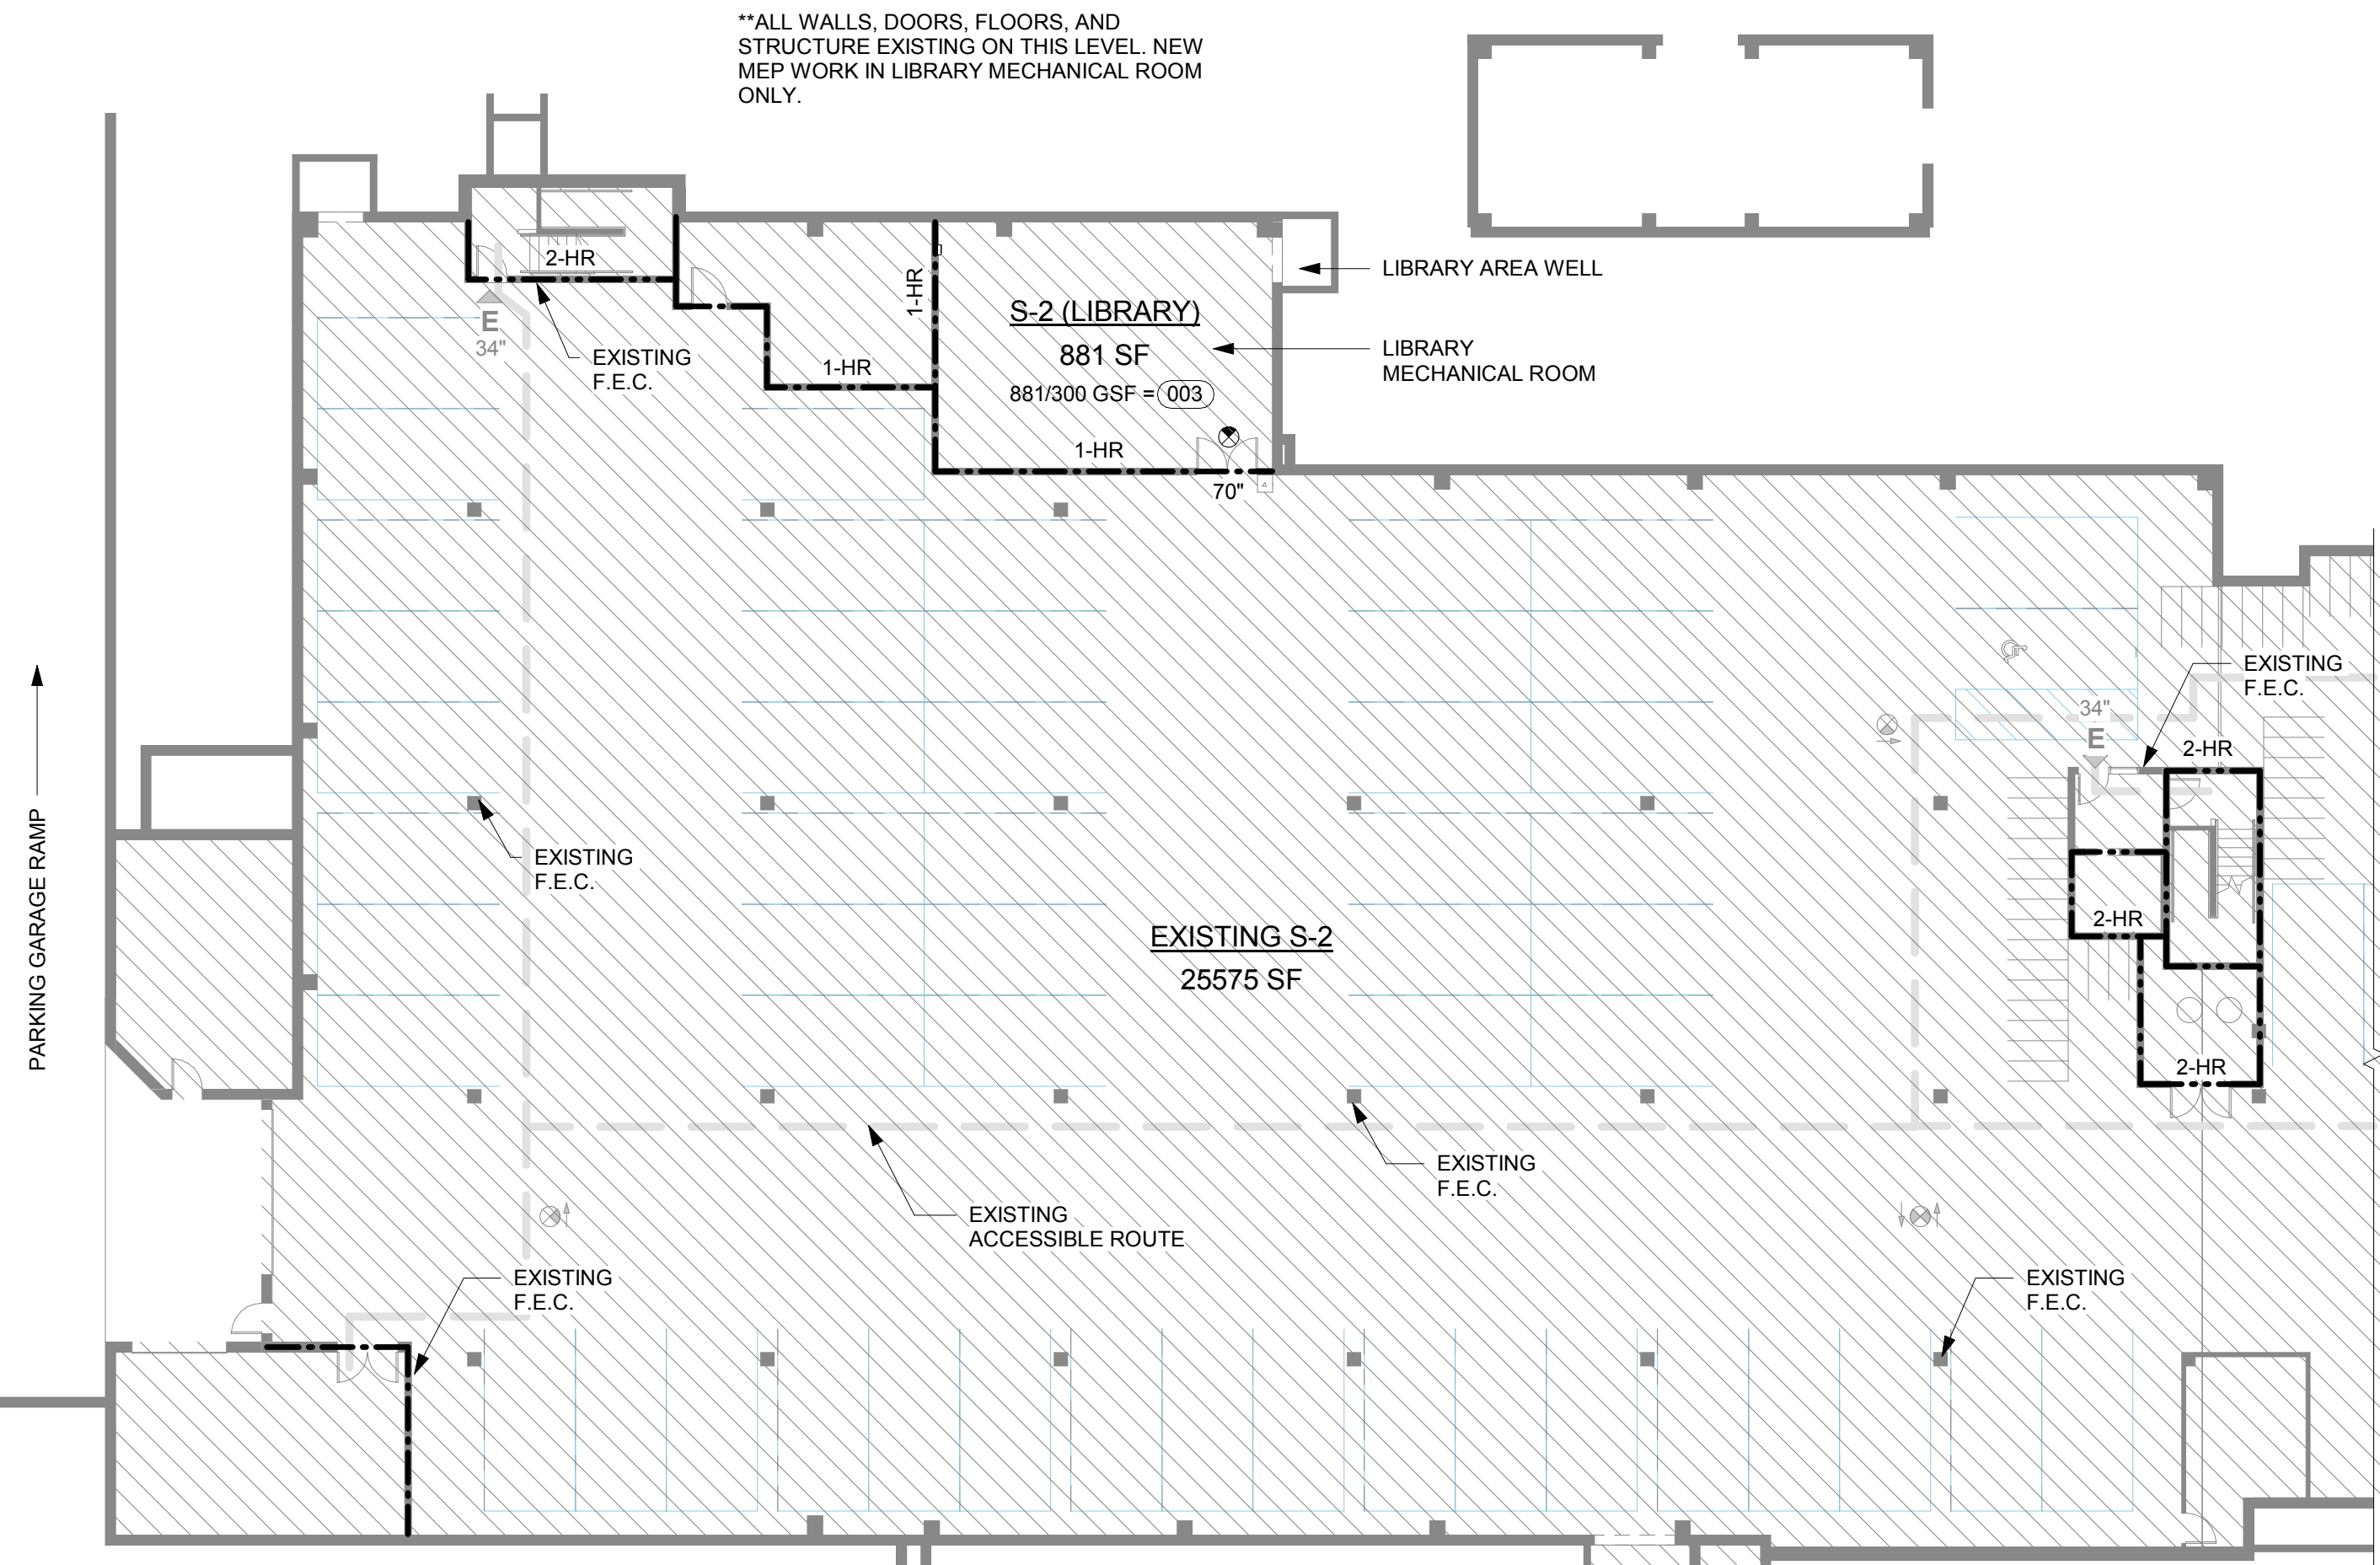 **ALL WALLS, DOORS, FLOORS, AND
STRUCTURE EXISTING ON THIS LEVEL. NEW
MEP WORK IN LIBRARY MECHANICAL ROOM
ONLY.
2-HR
E
34"
EXISTING
F.E.C.
1-HR
1-HR
S-2 (LIBRARY)
881 SF
881/300 GSF = 003
1-HR
70"
LIBRARY AREA WELL
LIBRARY
MECHANICAL ROOM
EXISTING
F.E.C.
34"
E
2-HR
2-HR
2-HR
PARKING GARAGE RAMP
EXISTING
F.E.C.
EXISTING S-2
25575 SF
EXISTING
F.E.C.
EXISTING
ACCESSIBLE ROUTE
EXISTING
F.E.C.
EXISTING
F.E.C.